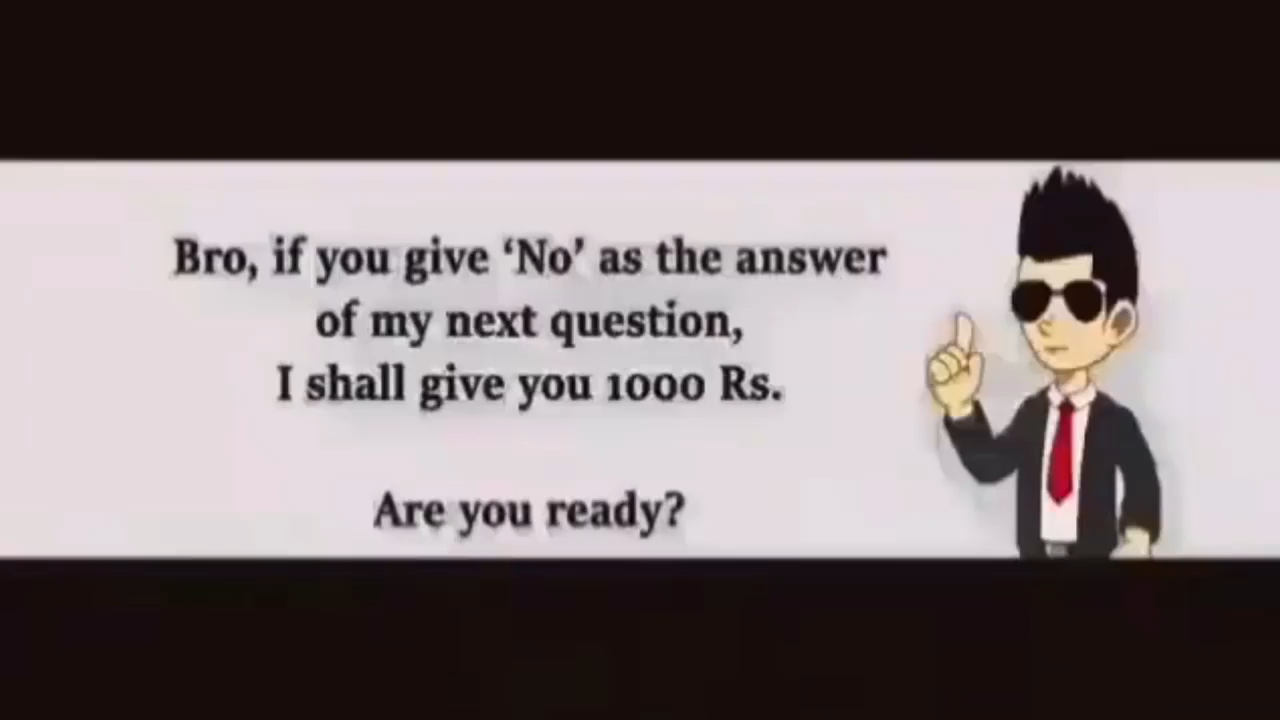 Bro, if you give ‘No’ as the answer
of my next question,
I shall give you 1000 Rs.
Are you ready?